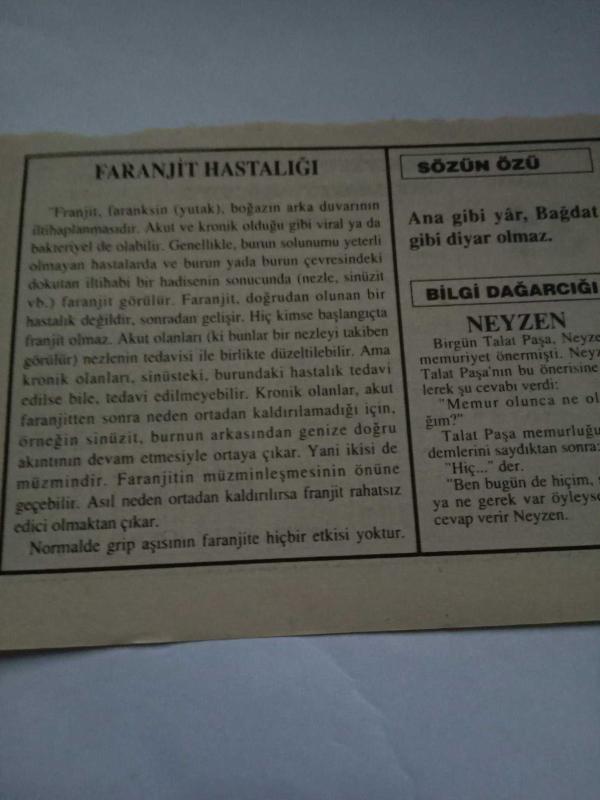 FARANJİT HASTALIĞI
"Franjit, faranksin (yutak), boğazın arka duvarının
iltihaplanmasıdır. Akut ve kronik olduğu gibi viral ya da
bakteriyel de olabilir. Genellikle, burun solunumu yeterli
olmayan hastalarda ve burun yada burun çevresindeki
dokutan iltihabi bir hadisenin sonucunda (nezle, sinüzit
vb.) faranjit görülür. Faranjit, doğrudan olunan bir
hastalık değildir, sonradan gelişir. Hiç kimse başlangıçta
franjit olmaz. Akut olanları (ki bunlar bir nezleyi takiben
görülür) nezlenin tedavisi ile birlikte düzeltilebilir. Ama
kronik olanları, sinüsteki, burundaki hastalık tedavi
edilse bile, tedavi edilmeyebilir. Kronik olanlar, akut
faranjitten sonra neden ortadan kaldırılamadığı için,
örneğin sinüzit, burnun arkasından genize doğru
akıntının devam etmesiyle ortaya çıkar. Yani ikisi de
müzmindir. Faranjitin müzminleşmesinin önüne
geçebilir. Asıl neden ortadan kaldırılırsa franjit rahatsız
edici olmaktan çıkar.
Normalde grip aşısının faranjite hiçbir etkisi yoktur.
SÖZÜN ÖZÜ
Ana gibi yâr, Bağdat
gibi diyar olmaz.
BİLGİ DAĞARCIĞI
NEYZEN
Birgün Talat Paşa, Neyze
memuriyet önermişti. Neyz
Talat Paşa'nın bu önerisine
lerek şu cevabı verdi:
"Memur olunca ne ol
ğım?"
Talat Paşa memurluğu
demlerini saydıktan sonra:
"Hiç..." der.
"Ben bugün de hiçim,
ya ne gerek var öyleyse
cevap verir Neyzen.